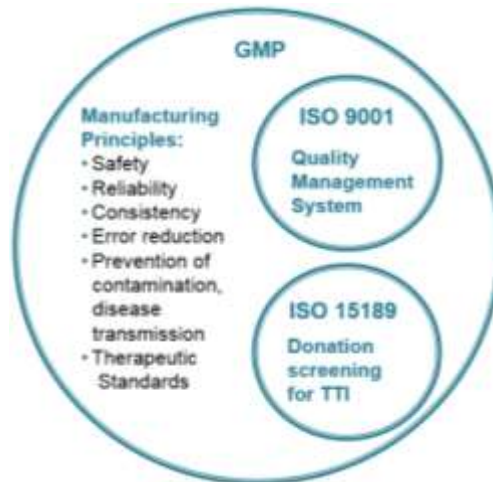 GMP
Manufacturing
Principles:
• Safety
• Reliability
• Consistency
• Error reduction
• Prevention of
contamination,
disease
transmission
• Therapeutic
Standards
ISO 9001
Quality
Management
System
ISO 15189
Donation
screening
for TTI